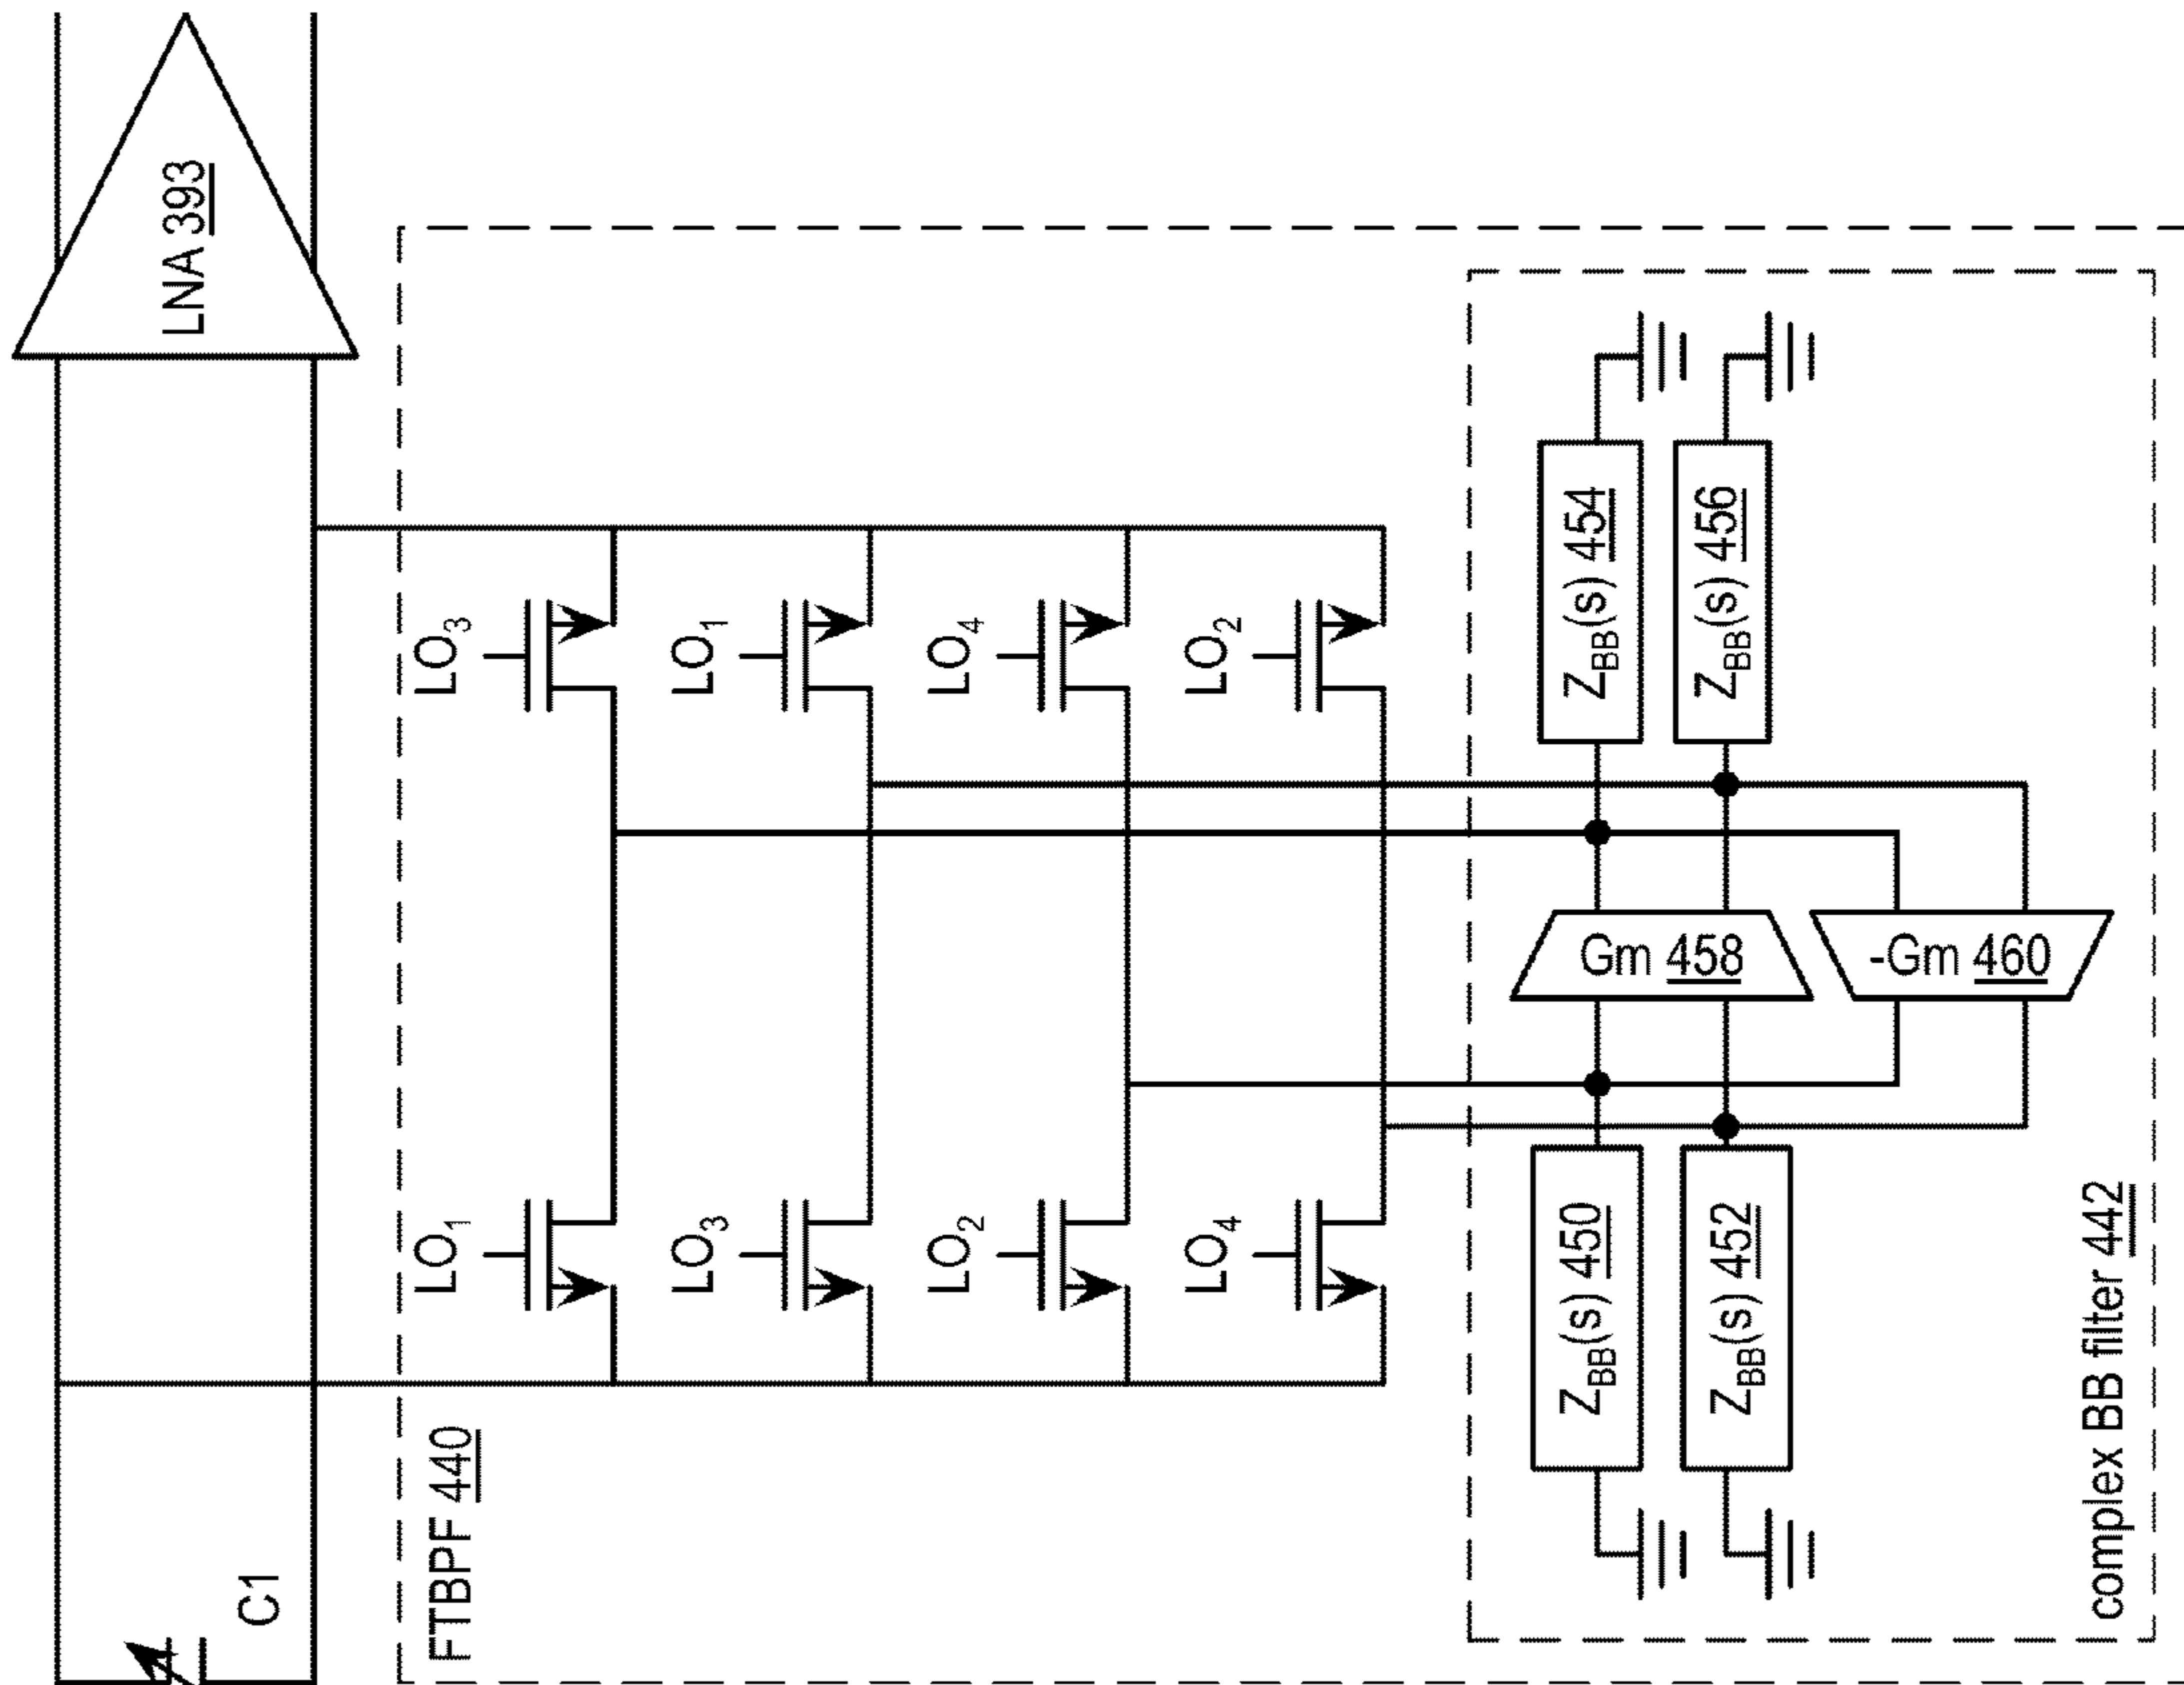 LNA 393
C1
FTBPF 440
LO1
LO3
LO3
LO1
LO2
LO4
LO4
LO2
ZBB(s) 450
ZBB(s) 454
ZBB(s) 452
ZBB(s) 456
Gm 458
-Gm 460
complex BB filter 442